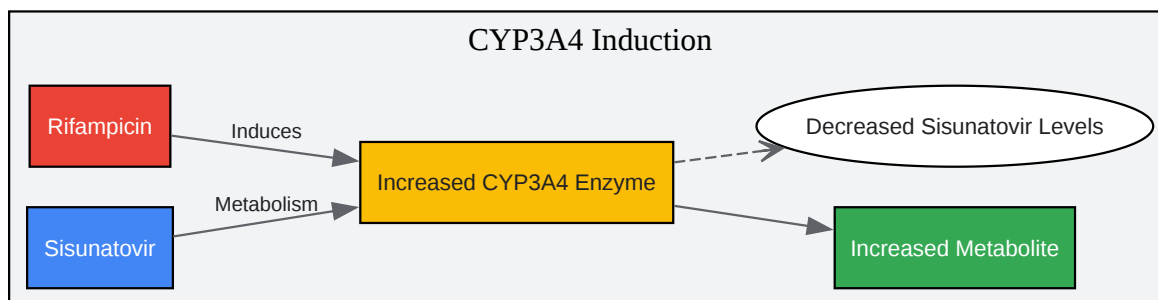 CYP3A4 Induction
Rifampicin
Induces
Decreased Sisunatovir Levels
Increased CYP3A4 Enzyme
Metabolism
Sisunatovir
Increased Metabolite